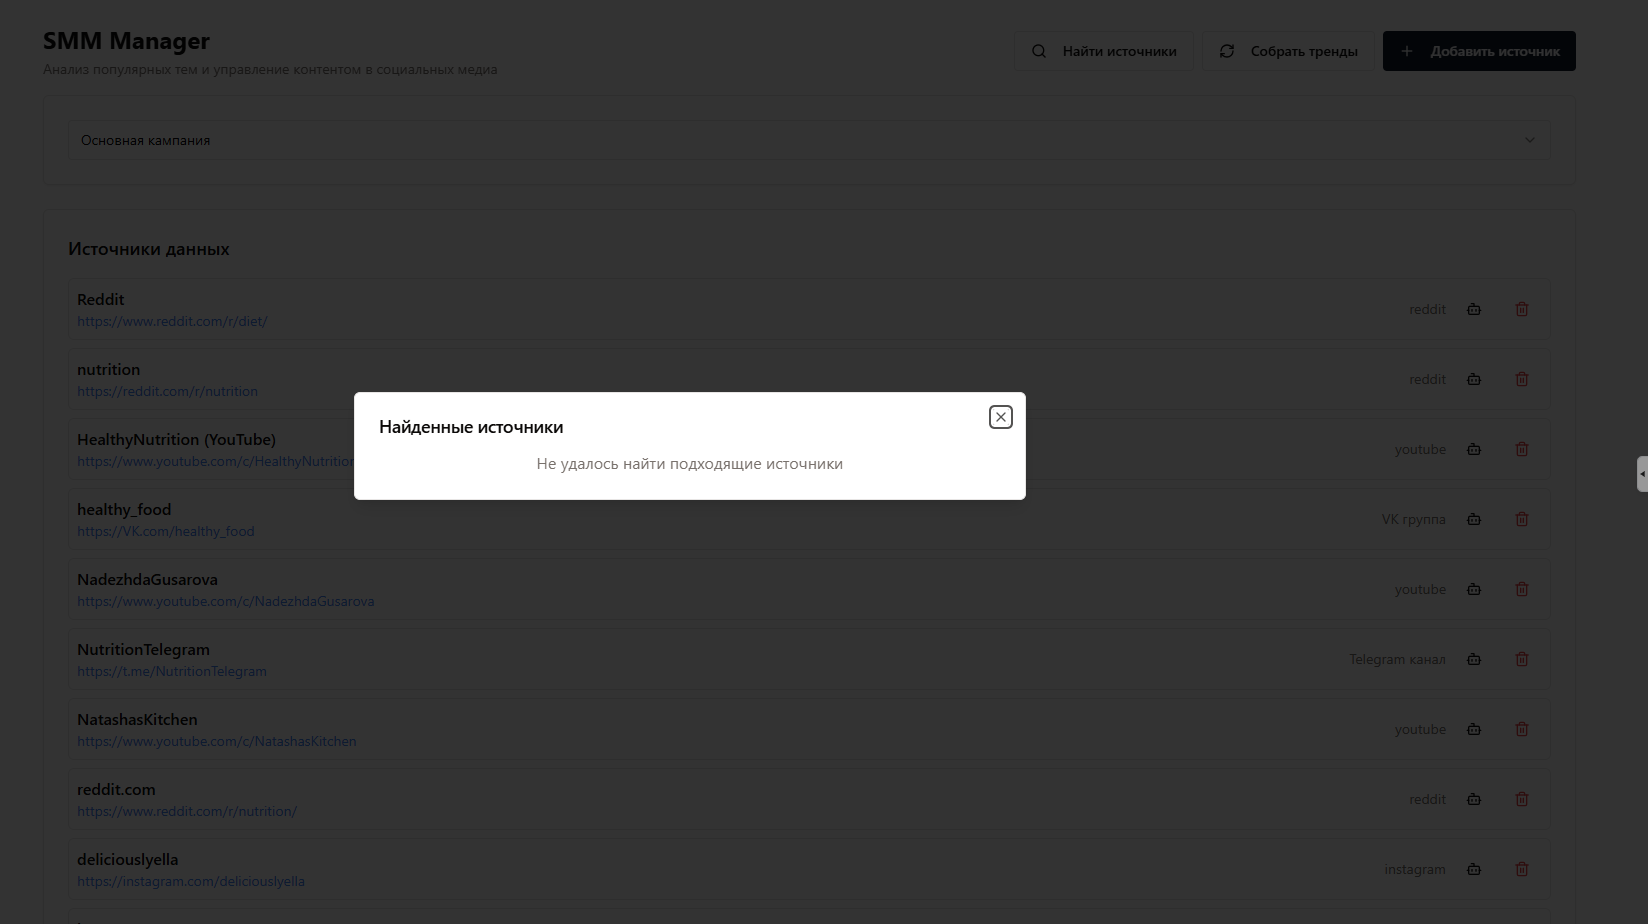 SMM Manager
Анализ популярных тем и управление контентом в социальных медиа
Найти источники
Собрать тренды
Добавить источник
Основная кампания
Источники данных
Reddit
https://www.reddit.com/r/diet/
reddit
nutrition
https://reddit.com/r/nutrition
reddit
HealthyNutrition (YouTube)
https://www.youtube.com/c/HealthyNutrition
youtube
Найденные источники
Не удалось найти подходящие источники
healthy_food
https://VK.com/healthy_food
VK группа
NadezhdaGusarova
https://www.youtube.com/c/NadezhdaGusarova
youtube
NutritionTelegram
https://t.me/NutritionTelegram
Telegram канал
NatashasKitchen
https://www.youtube.com/c/NatashasKitchen
youtube
reddit.com
https://www.reddit.com/r/nutrition/
reddit
deliciouslyella
https://instagram.com/deliciouslyella
instagram